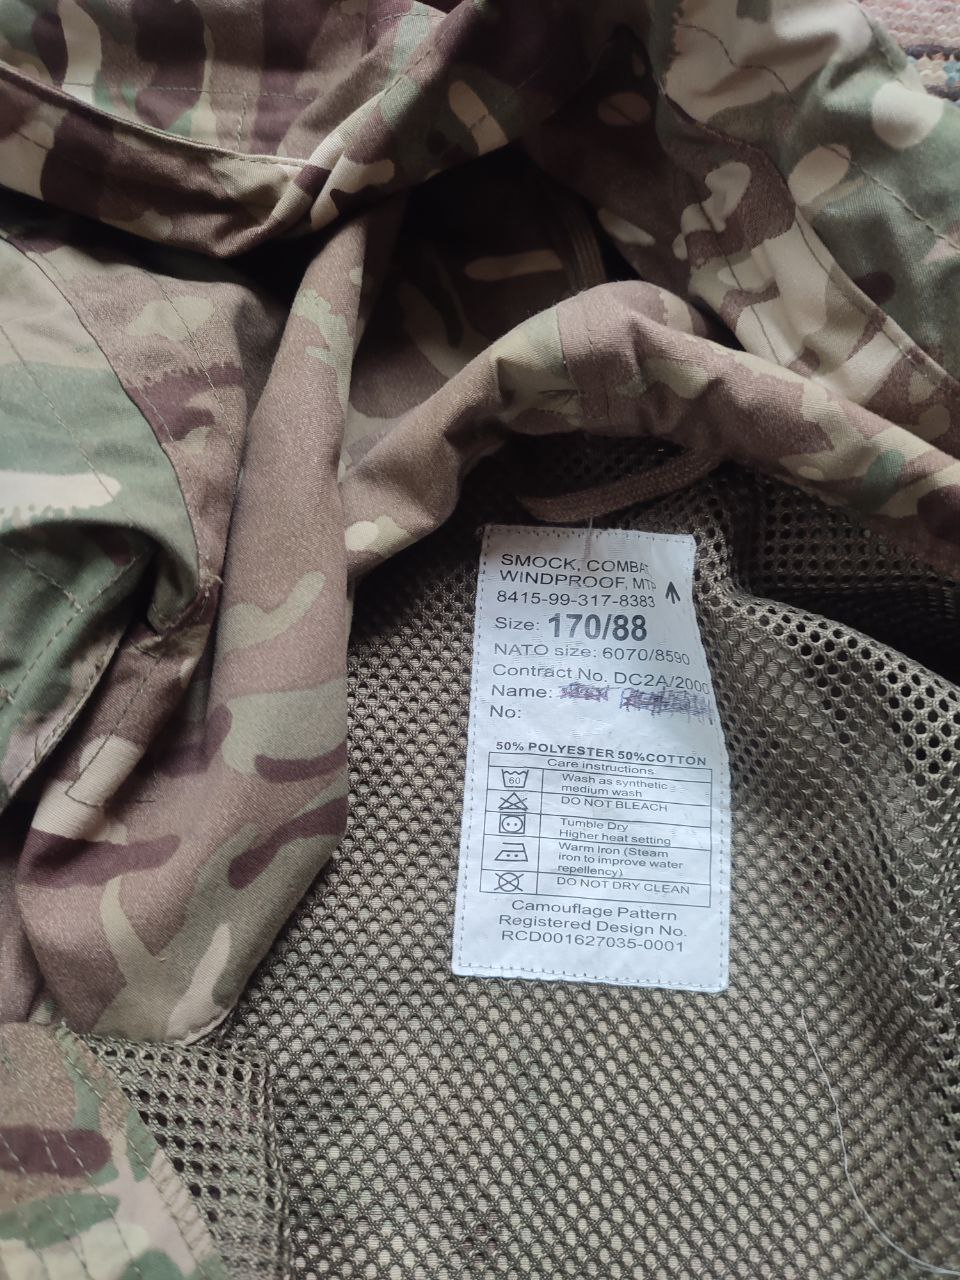 SMOCK, COMBAT
WINDPROOF, MTP
8415-99-317-8383
Size: 170/88
NATO size: 6070/8590
Contract No. DC2A/2000
Name:
No:
50% POLYESTER 50%COTTON
Care instructions
60
Wash as synthetic
medium wash
DO NOT BLEACH
Tumble Dry
Higher heat setting
Warm Iron (Steam
iron to improve water
repellency)
DO NOT DRY CLEAN
Camouflage Pattern
Registered Design No.
RCD001627035-0001